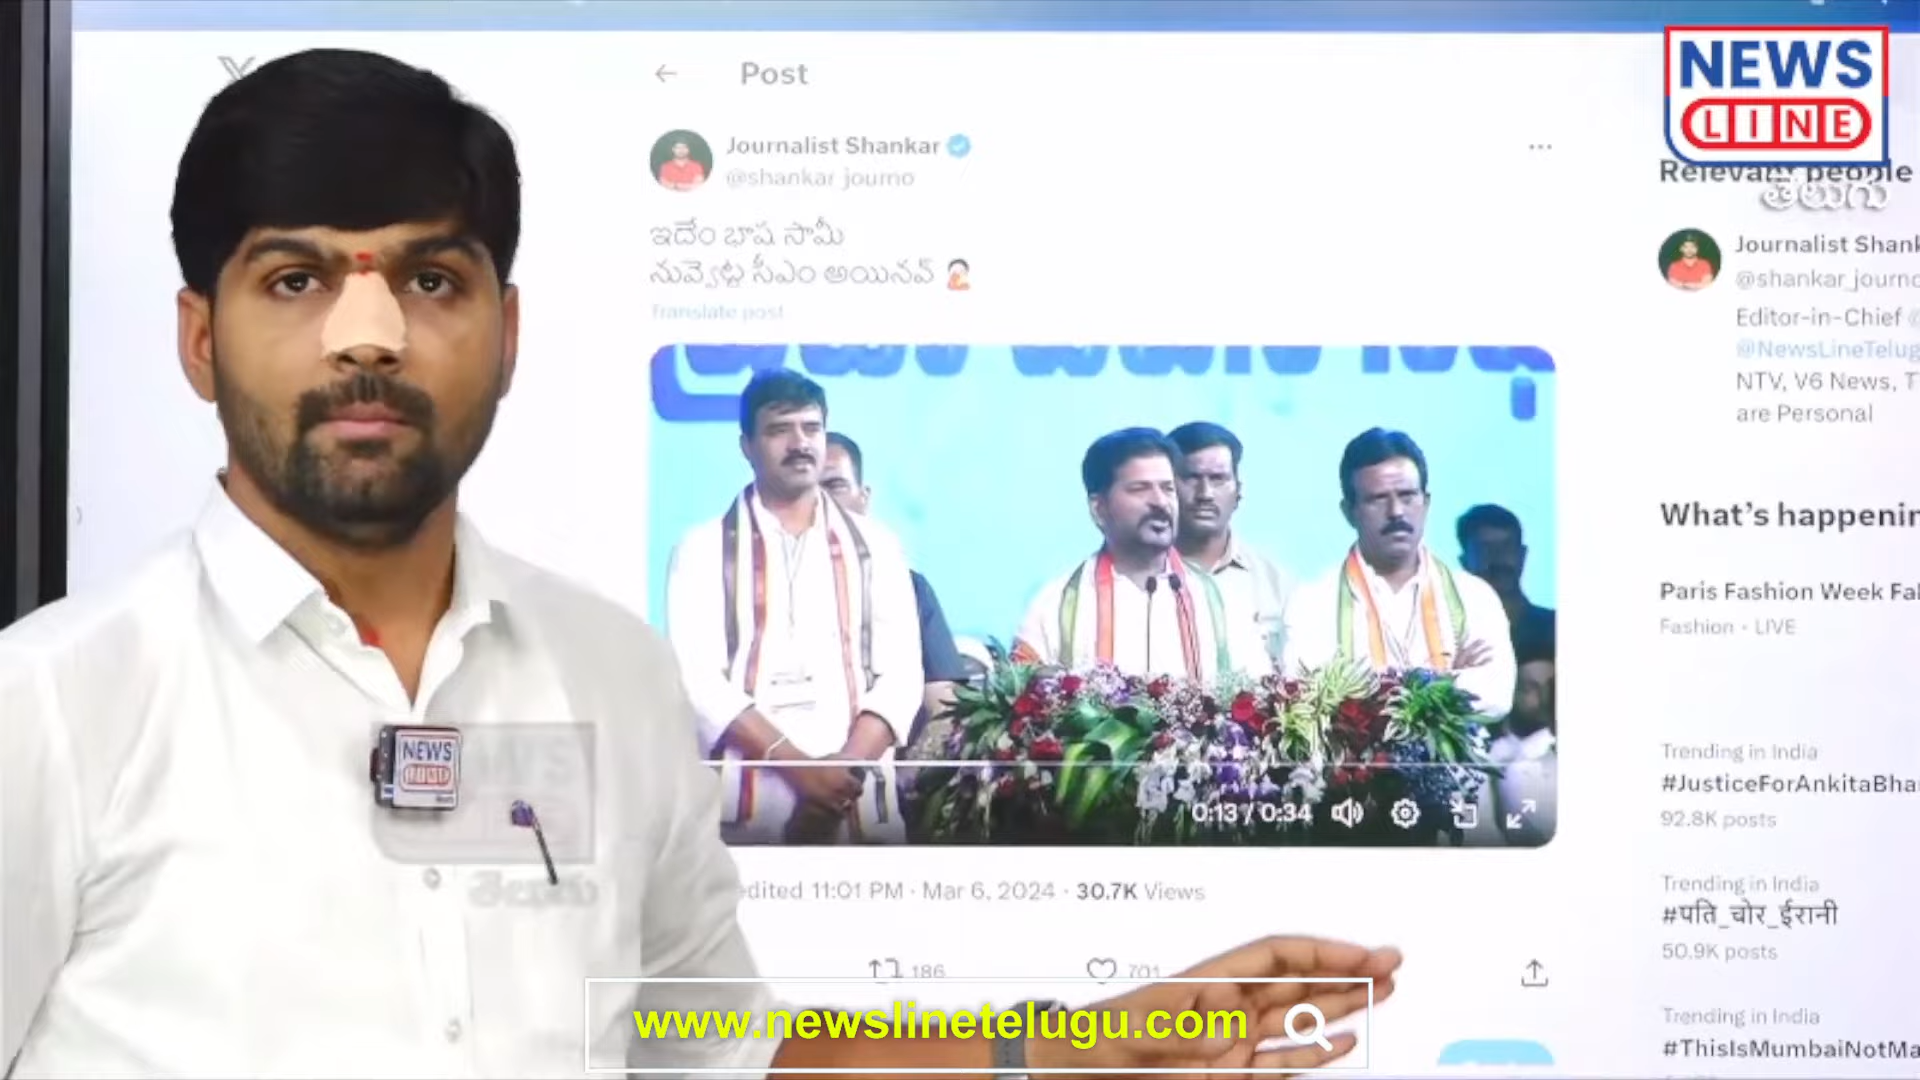 Post
Journalist Shankar
@shankar_journo
ఇదేం భాష సామీ
నువ్వెట్ల సీఎం అయినవ్
Translate post
0:13 / 0:34
edited 11:01 PM · Mar 6, 2024 · 30.7K Views
186
701
NEWS
LINE
తెలుగు
Relevant people
Journalist Shank
@shankar_journo
Editor-in-Chief @
@NewsLineTelug
NTV, V6 News, T
are Personal
What's happenin
Paris Fashion Week Fal
Fashion · LIVE
Trending in India
#JusticeForAnkitaBha
92.8K posts
Trending in India
#पति_चोर_ईरानी
50.9K posts
Trending in India
#ThisIsMumbaiNotMa
NEWS
LINE
తెలుగు
www.newslinetelugu.com